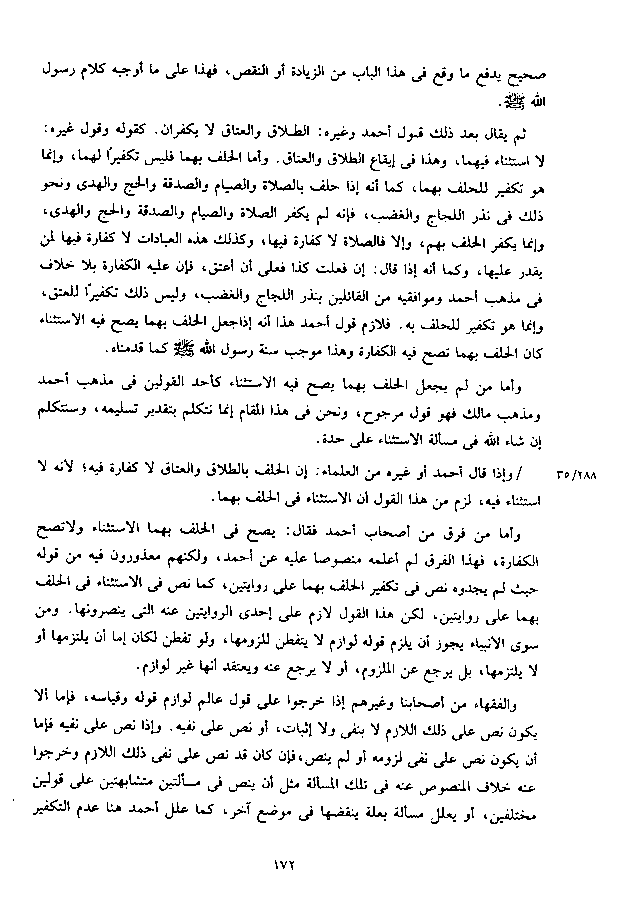 صحيح يدفع ما وقع فى هذا الباب من الزيادة أو النقص، فهذا على ما أوجبه كلام رسول
الله ﷺ.
ثم يقال بعد ذلك قول أحمد وغيره: الطلاق والعتاق لا يكفران. كقوله وقول غيره:
لا استثناء فيهما، وهذا فى إيقاع الطلاق والعتاق. وأما الحلف بهما فليس تكفيرًا لهما، وإنما
هو تكفير للحلف بهما، كما أنه إذا حلف بالصلاة والصيام والصدقة والحج والهدى ونحو
ذلك فى نذر اللجاج والغضب، فإنه لم يكفر الصلاة والصيام والصدقة والحج والهدى،
وإنما يكفر الحلف بهم، وإلا فالصلاة لا كفارة فيها، وكذلك هذه العبادات لا كفارة فيها لمن
يقدر عليها، وكما أنه إذا قال: إن فعلت كذا فعلى أن أعتق، فإن عليه الكفارة بلا خلاف
فى مذهب أحمد وموافقيه من القائلين بنذر اللجاج والغضب، وليس ذلك تكفيرًا للعتق،
وإنما هو تكفير للحلف به. فلازم قول أحمد هذا أنه إذاجعل الحلف بهما يصح فيه الاستثناء
كان الحلف بهما تصح فيه الكفارة وهذا موجب سنة رسول الله ﷺ كما قدمناه.
وأما من لم يجعل الحلف بهما يصح فيه الاستثناء كأحد القولين فى مذهب أحمد
ومذهب مالك فهو قول مرجوح، ونحن فى هذا المقام إنما نتكلم بتقدير تسليمه، وسنتكلم
إن شاء الله فى مسألة الاستثناء على حدة.
/ وإذا قال أحمد أو غيره من العلماء: إن الحلف بالطلاق والعتاق لا كفارة فيه؛ لأنه لا ٣٥/٢٨٨
استثناء فيه، لزم من هذا القول أن الاستثناء فى الحلف بهما.
وأما من فرق من أصحاب أحمد فقال: يصح فى الحلف بهما الاستثناء ولاتصح
الكفارة، فهذا الفرق لم أعلمه منصوصا عليه عن أحمد، ولكنهم معذورون فيه من قوله
حيث لم يجدوه نص فى تكفير الحلف بهما على روايتين، كما نص فى الاستثناء فى الحلف
بهما على روايتين، لكن هذا القول لازم على إحدى الروايتين عنه التى ينصرونها. ومن
سوى الأنبياء يجوز أن يلزم قوله لوازم لا يتفطن للزومها، ولو تفطن لكان إما أن يلتزمها أو
لا يلتزمها، بل يرجع عن الملزوم، أو لا يرجع عنه ويعتقد أنها غير لوازم.
والفقهاء من أصحابنا وغيرهم إذا خرجوا على قول عالم لوازم قوله وقياسه، فإما ألا
يكون نص على ذلك اللازم لا بنفى ولا إثبات، أو نص على نفيه. وإذا نص على نفيه فإما
أن يكون نص على نفى لزومه أو لم ينص،فإن كان قد نص على نفى ذلك اللازم وخرجوا
عنه خلاف المنصوص عنه فى تلك المسألة مثل أن ينص فى مسألتين متشابهتين على قولين
مختلفين، أو يعلل مسألة بعلة ينقضها فى موضع آخر، كما علل أحمد هنا عدم التكفير
١٧٢